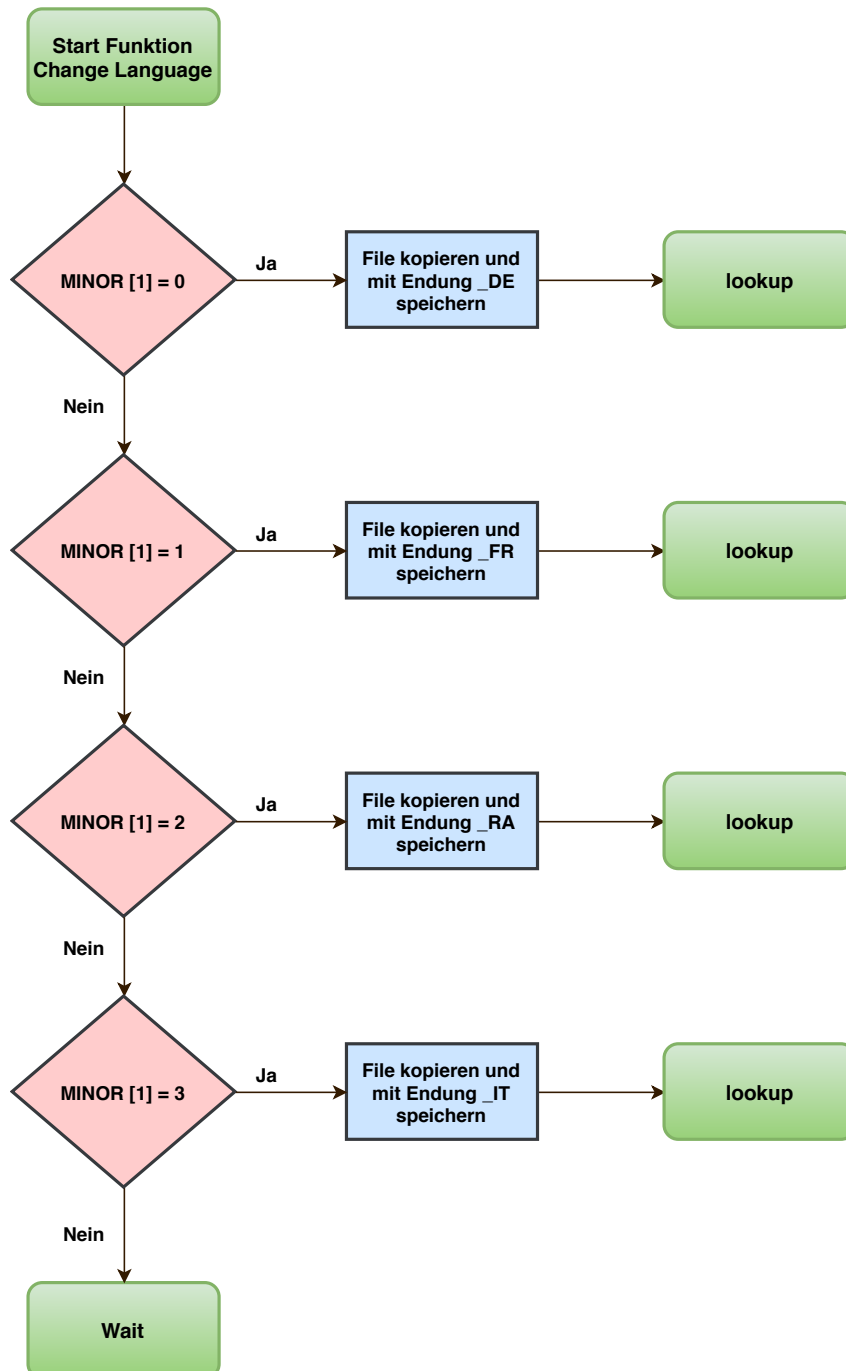 Start Funktion
Change Language
MINOR [1] = 0
Ja
File kopieren und
mit Endung _DE
speichern
lookup
Nein
MINOR [1] = 1
Ja
File kopieren und
mit Endung _FR
speichern
lookup
Nein
MINOR [1] = 2
Ja
File kopieren und
mit Endung _RA
speichern
lookup
Nein
MINOR [1] = 3
Ja
File kopieren und
mit Endung _IT
speichern
lookup
Nein
Wait